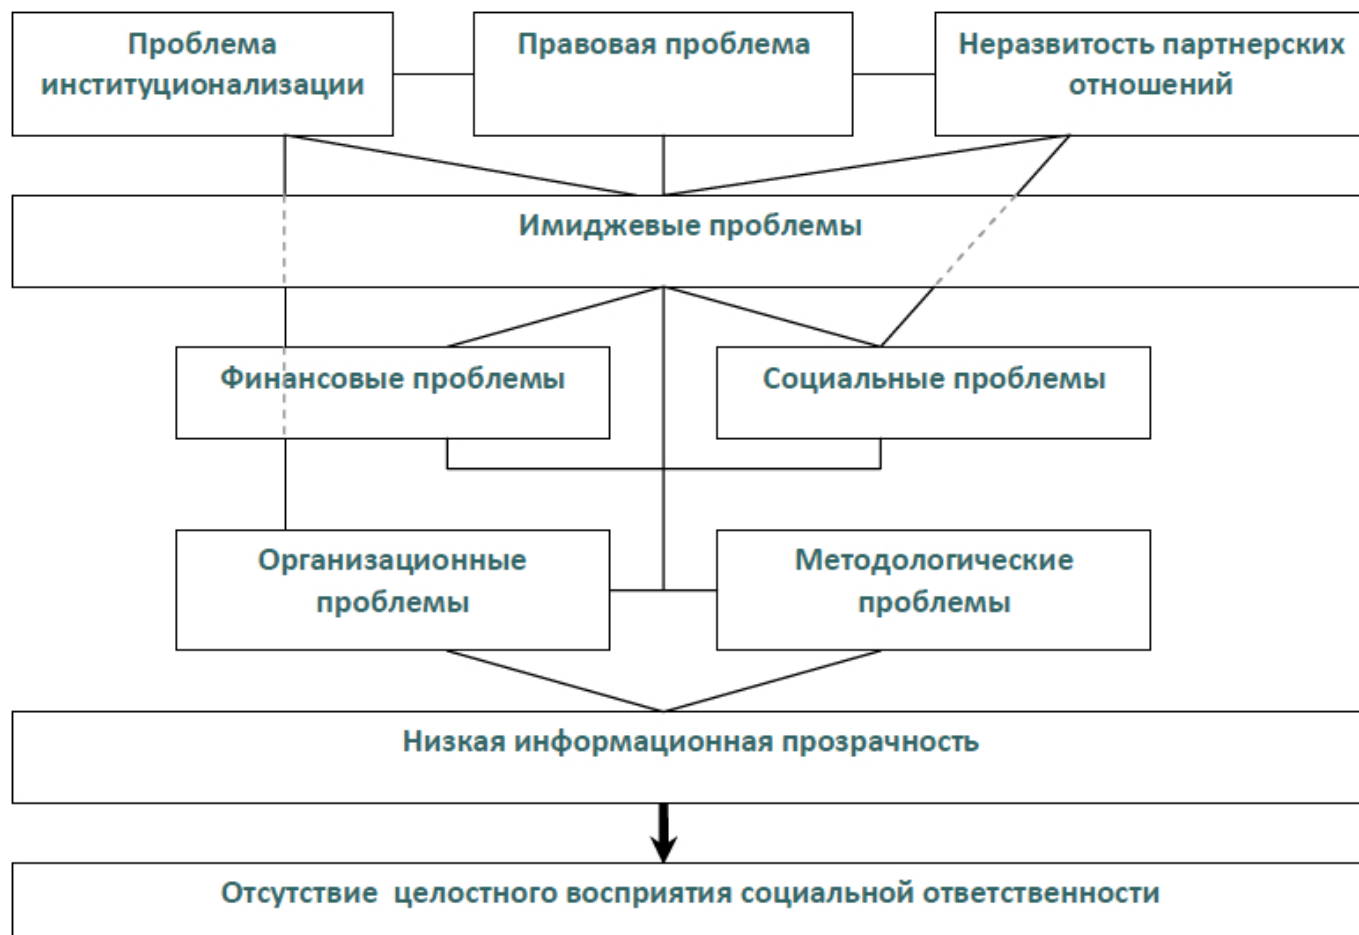 Проблема
институционализации
Правовая проблема
Неразвитость партнерских
отношений
Имиджевые проблемы
Финансовые проблемы
Социальные проблемы
Организационные
проблемы
Методологические
проблемы
Низкая информационная прозрачность
Отсутствие  целостного восприятия социальной ответственности